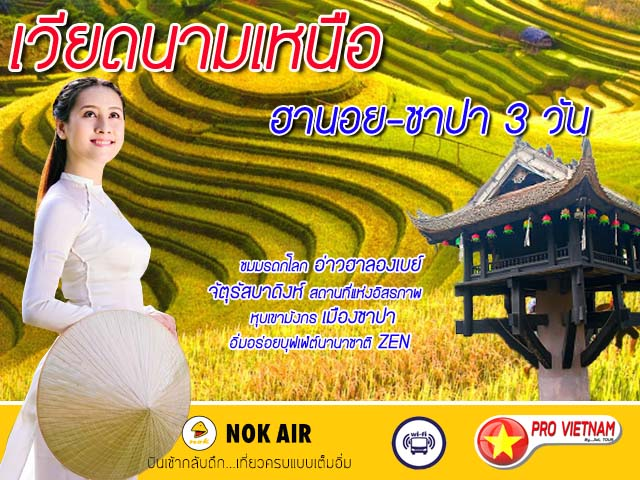 เวียดนามเหนือ
ฮานอย-ซาปา 3 วัน
ชมมรดกโลก อ่าวฮาลองเบย์
จัตุรัสบาดิงห์ สถานที่แห่งอิสรภาพ
หุบเขามังกร เมืองซาปา
อิ่มอร่อยบุฟเฟ่ต์นานาชาติ ZEN
nok NOK AIR
บินเช้ากลับดึก...เที่ยวครบแบบเต็มอิ่ม
wi-fi
PRO VIETNAM
By...JuL TOUR